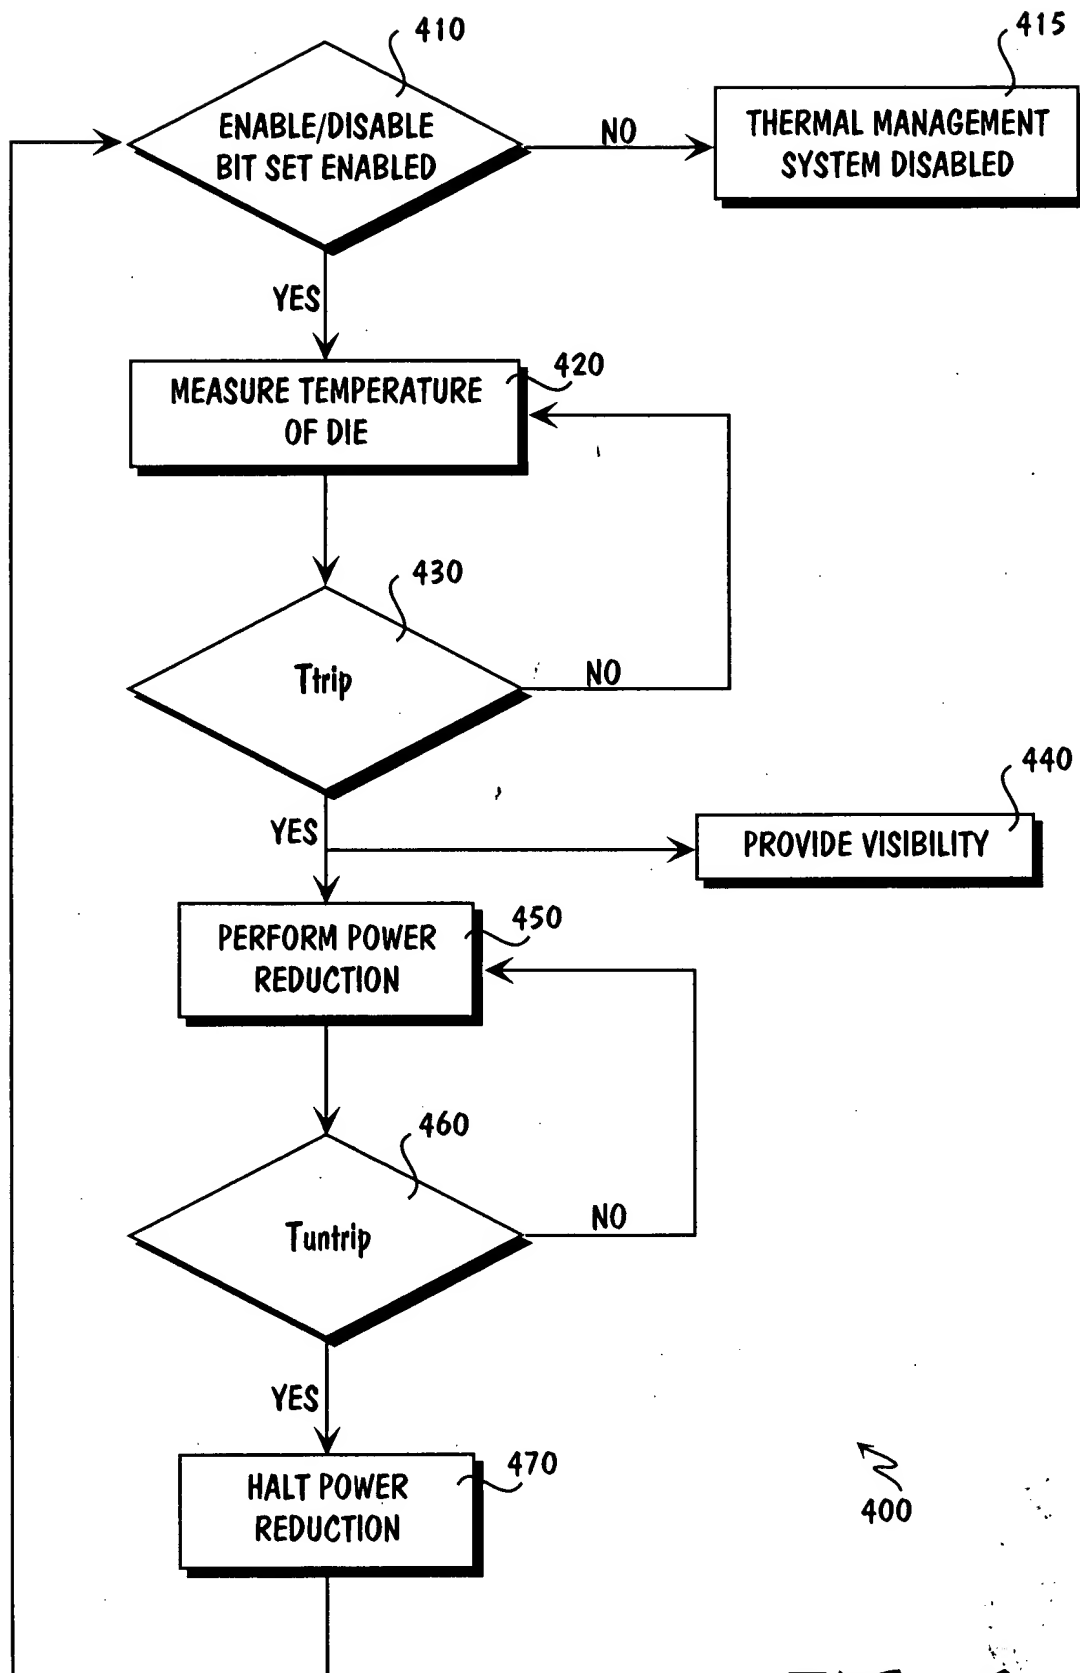 410
415
ENABLE/DISABLE
BIT SET ENABLED
NO
THERMAL MANAGEMENT
SYSTEM DISABLED
YES
420
MEASURE TEMPERATURE
OF DIE
430
Ttrip
NO
440
YES
PROVIDE VISIBILITY
450
PERFORM POWER
REDUCTION
460
Tuntrip
NO
YES
470
HALT POWER
REDUCTION
400